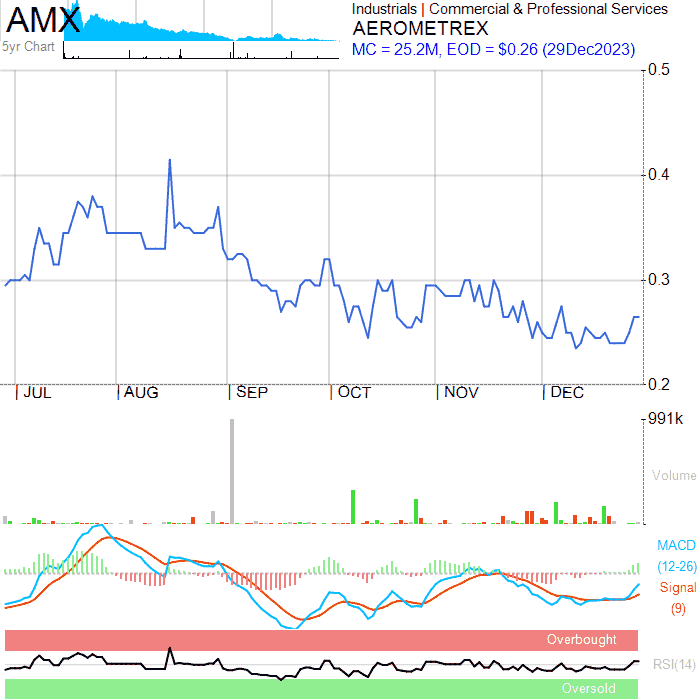 AMX
5yr Chart
Industrials | Commercial & Professional Services
AEROMETREX
MC = 25.2M, EOD = $0.26 (29Dec2023)
0.5
0.4
0.3
0.2
JUL AUG SEP OCT NOV DEC
991k
Volume
MACD
(12-26)
Signal
(9)
Overbought
RSI(14)
Oversold